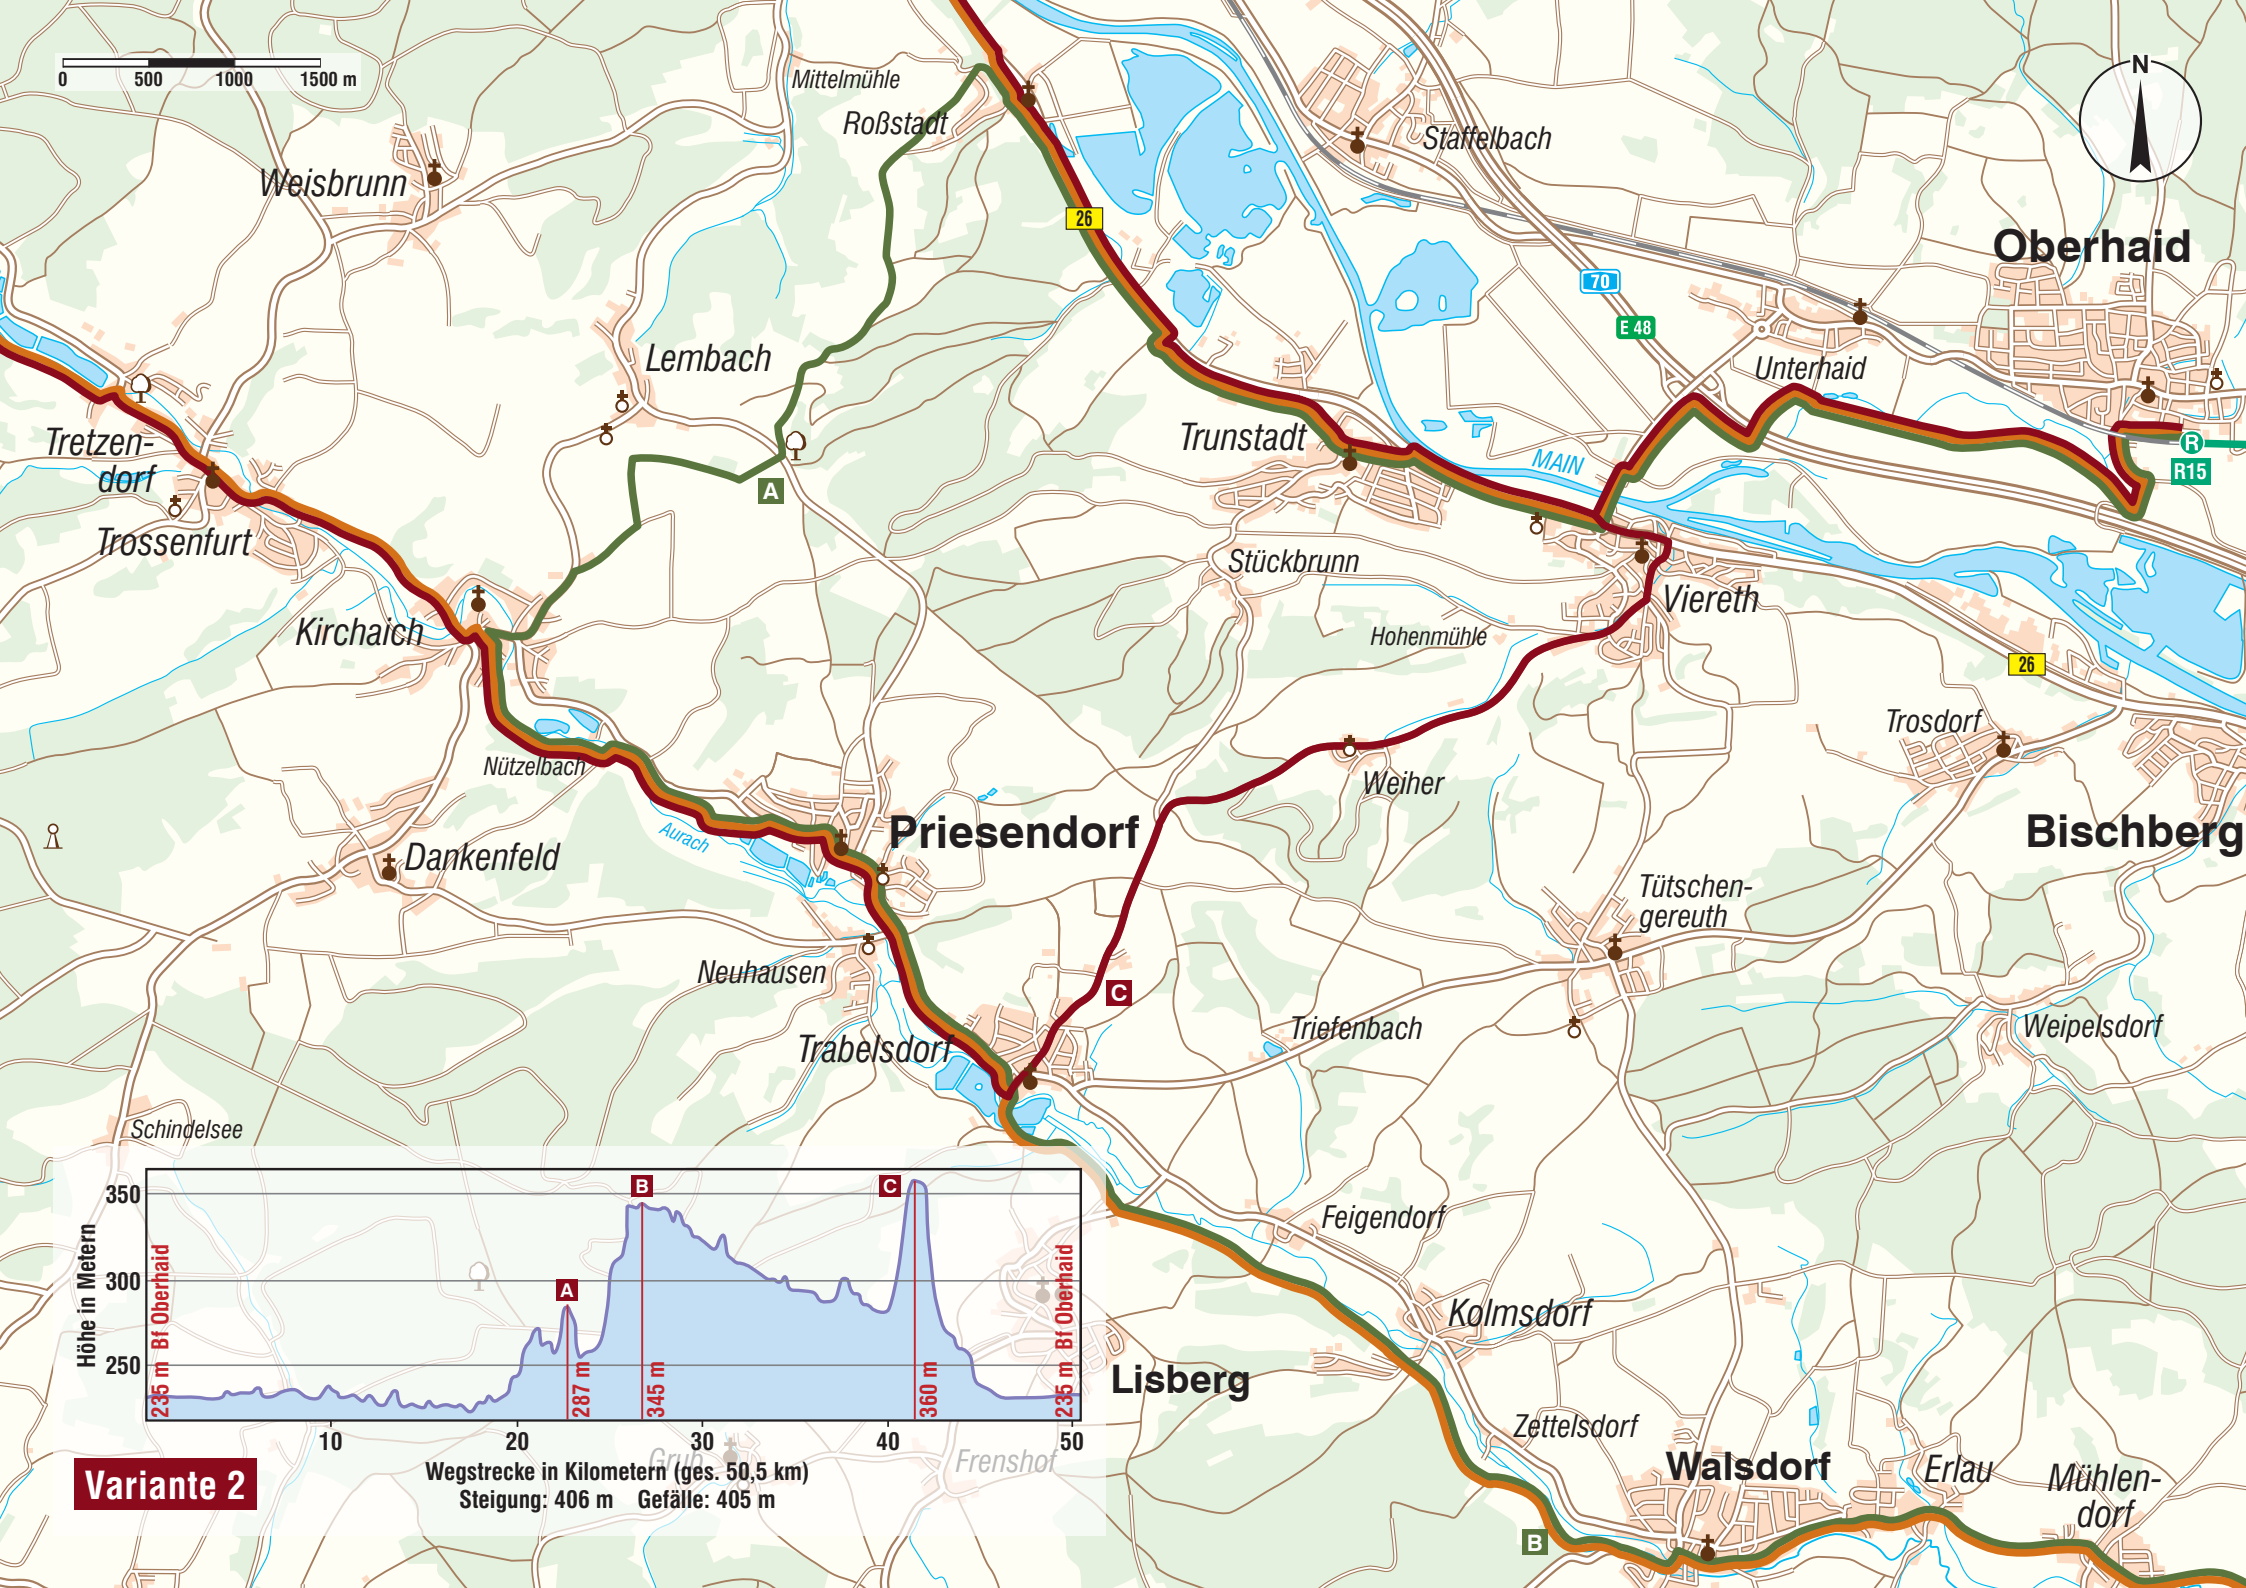 0 500 1000 1500 m
N
Mittelmühle
Roßstadt
Staffelbach
Weisbrunn
26
Oberhaid
70
E 48
Unterhaid
Lembach
Tretzen-
dorf
Trunstadt
MAIN
R
R15
A
Trossenfurt
Stückbrunn
Viereth
Kirchaich
Hohenmühle
26
Trosdorf
Nützelbach
Weiher
Aurach
Priesendorf
Bischberg
Dankenfeld
Tütschen-
gereuth
Neuhausen
C
Trabelsdorf
Triefenbach
Weipelsdorf
Schindelsee
Feigendorf
Kolmsdorf
Lisberg
Zettelsdorf
Walsdorf
Erlau
Mühlen-
dorf
B
Grub
Frenshof
Höhe in Metern
350
300
250
235 m Bf Oberhaid
A
287 m
B
345 m
C
360 m
235 m Bf Oberhaid
10 20 30 40 50
Wegstrecke in Kilometern (ges. 50,5 km)
Steigung: 406 m Gefälle: 405 m
Variante 2